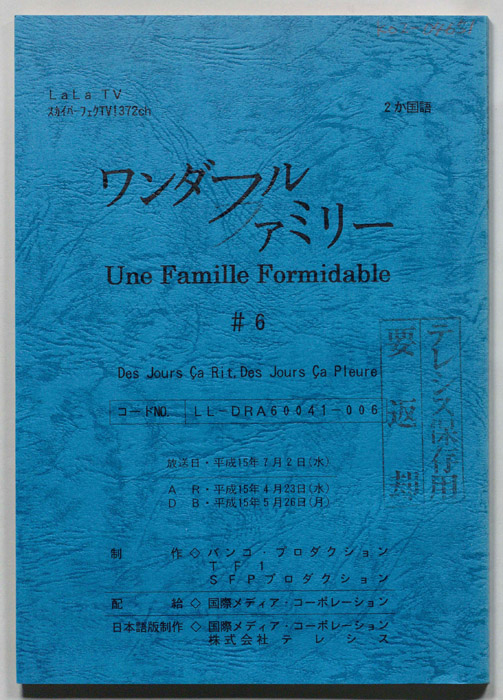 LaLa TV
ｽｶｲﾊﾟｰﾌｪｸTV!372ch
2か国語
ワンダフル
ファミリー
Une Famille Formidable
#6
Des Jours Ça Rit, Des Jours Ça Pleure
コードNO. LL-DRA60041-006
テレシス保存用
要返却
放送日・平成15年7月2日(水)
A R・平成15年4月23日(水)
D B・平成15年5月26日(月)
制 作◇バンコ・プロダクション
TF1
SFPプロダクション
配 給◇国際メディア・コーポレーション
日本語版制作◇国際メディア・コーポレーション
株式会社テレシス